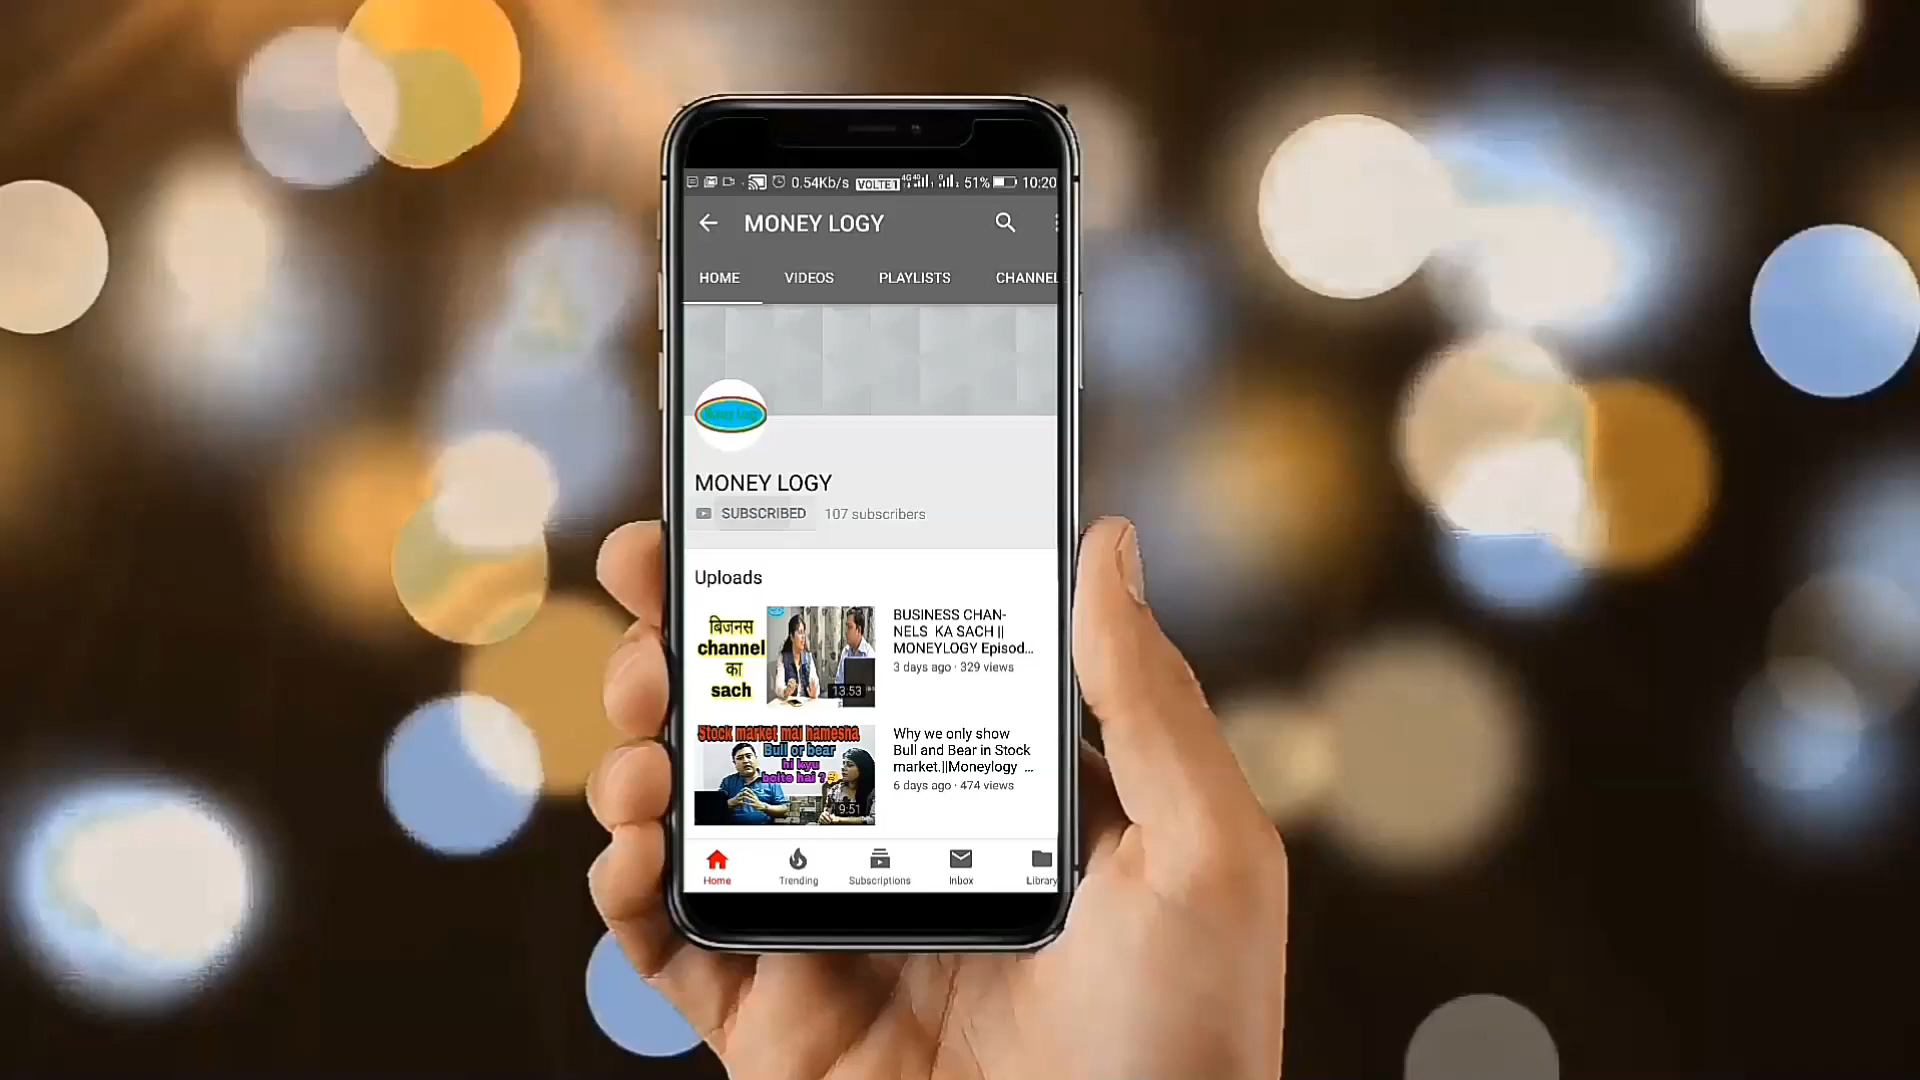 0.54Kb/s VOLTE1 4G 51% 10:20
MONEY LOGY
HOME VIDEOS PLAYLISTS CHANNEL
MONEY LOGY
SUBSCRIBED 107 subscribers
Uploads
बिजनस
channel
का
sach
13:53
BUSINESS CHAN-
NELS KA SACH ||
MONEYLOGY Episod...
3 days ago · 329 views
Stock market mai hamesha
Bull or bear
hi kyu
bolte hai ?
9:51
Why we only show
Bull and Bear in Stock
market.||Moneylogy ...
6 days ago · 474 views
Home Trending Subscriptions Inbox Library